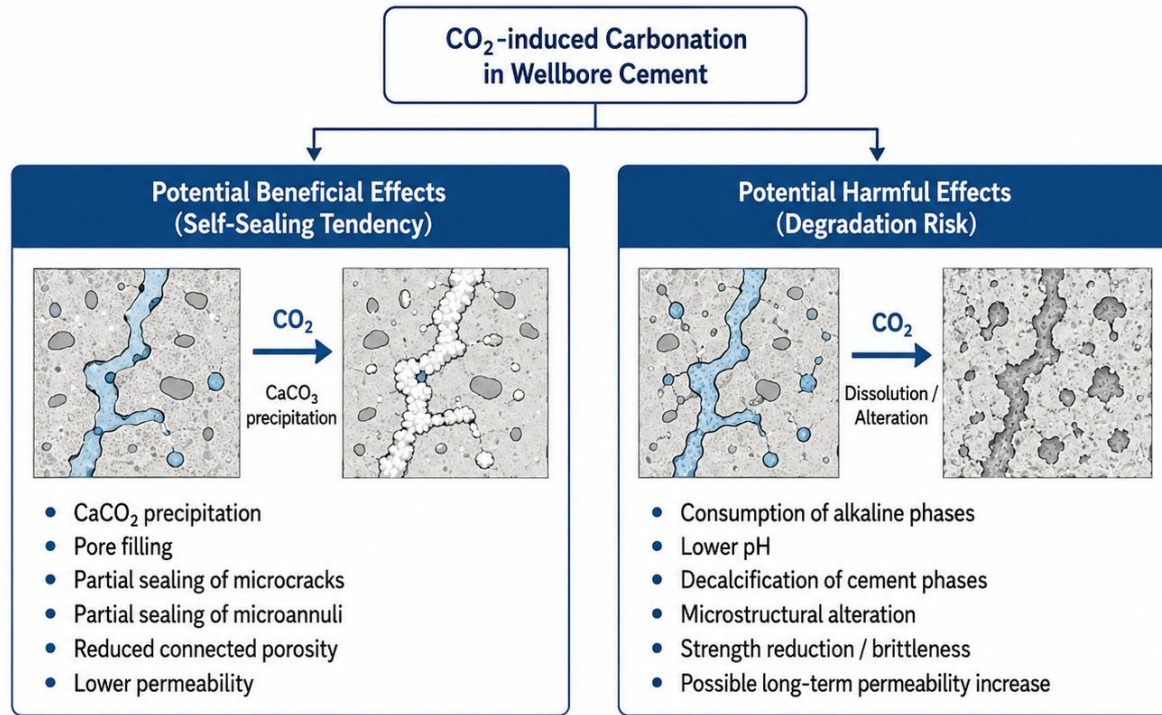 CO₂-induced Carbonation
in Wellbore Cement
Potential Beneficial Effects
(Self-Sealing Tendency)
CO₂
CaCO₃
precipitation
• CaCO₂ precipitation
• Pore filling
• Partial sealing of microcracks
• Partial sealing of microannuli
• Reduced connected porosity
• Lower permeability
Potential Harmful Effects
(Degradation Risk)
CO₂
Dissolution /
Alteration
• Consumption of alkaline phases
• Lower pH
• Decalcification of cement phases
• Microstructural alteration
• Strength reduction / brittleness
• Possible long-term permeability increase